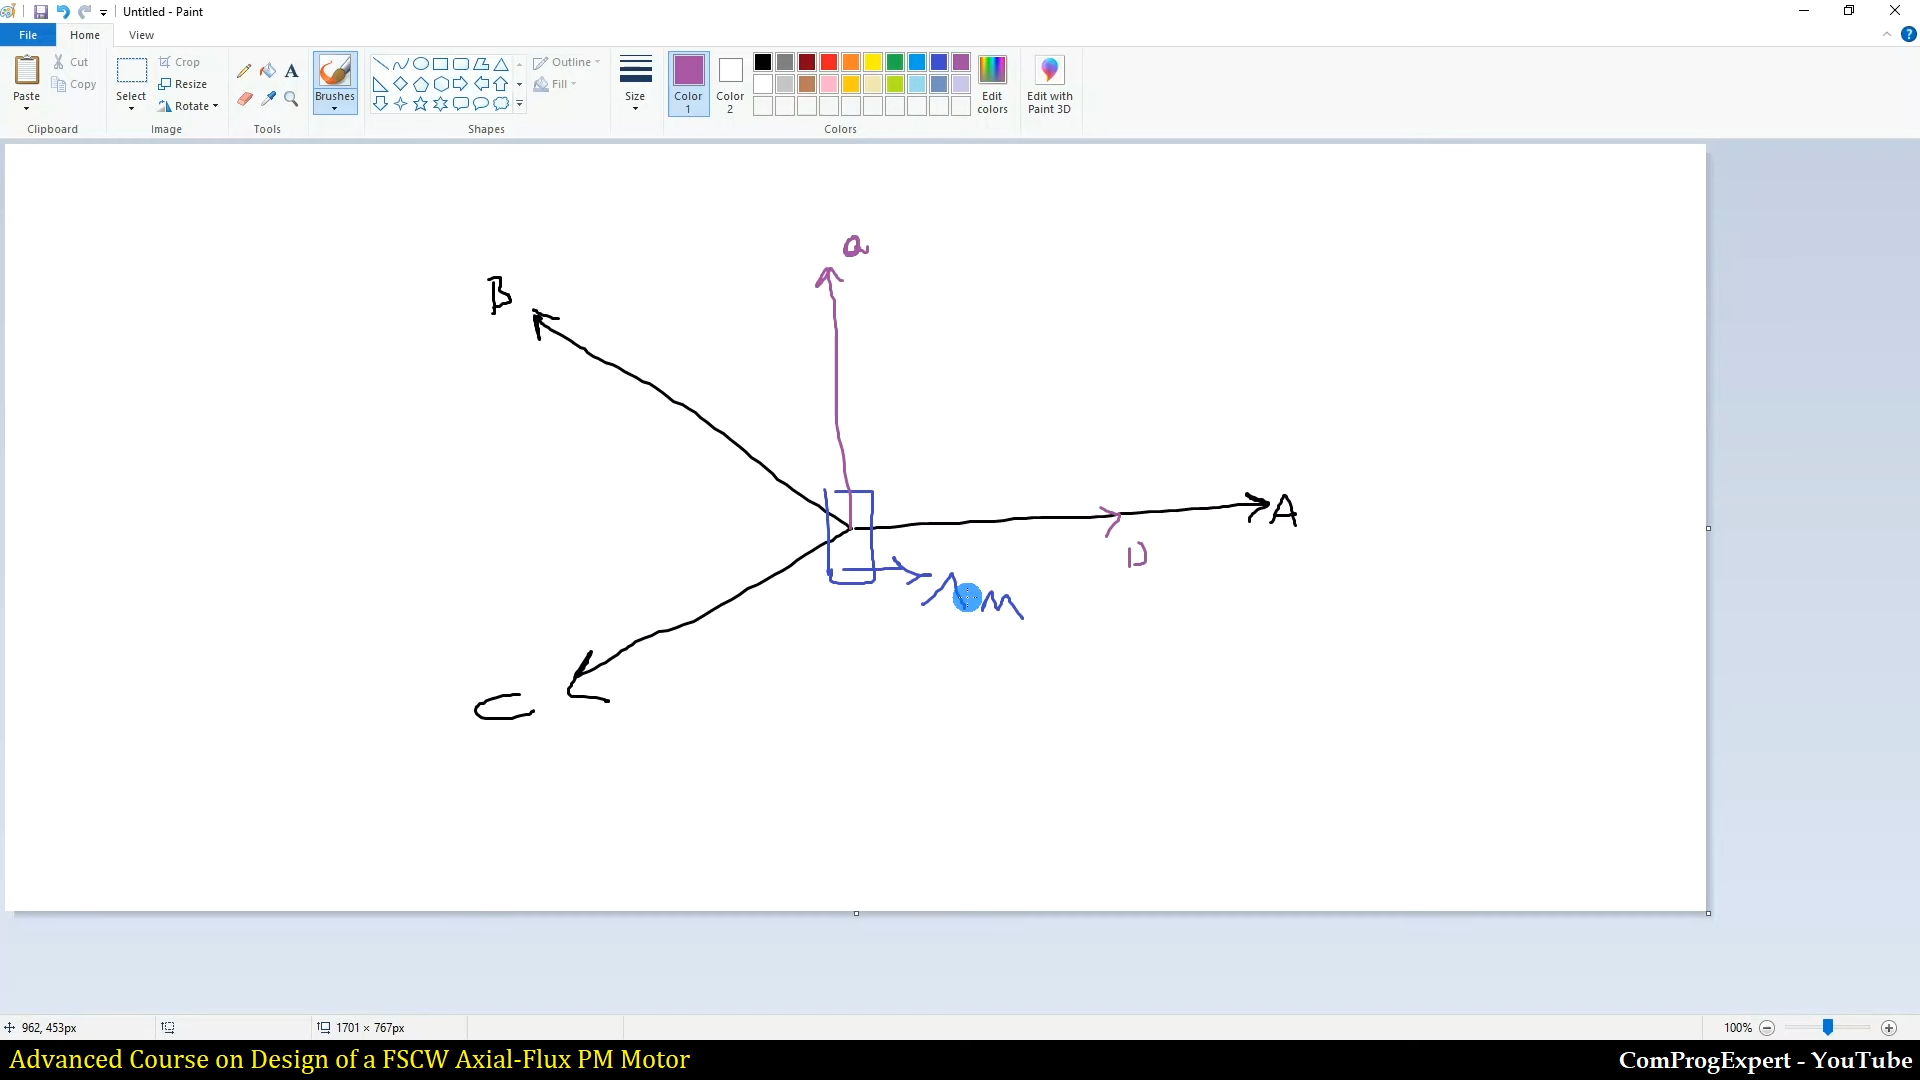 Untitled - Paint
File Home View
Paste
Cut
Copy
Clipboard
Select
Crop
Resize
Rotate
Image
Tools
Brushes
Shapes
Outline
Fill
Size
Color 1
Color 2
Edit colors
Edit with Paint 3D
Colors
Q
B
A
D
λm
C
962, 453px
1701 × 767px
100%
Advanced Course on Design of a FSCW Axial-Flux PM Motor
ComProgExpert - YouTube